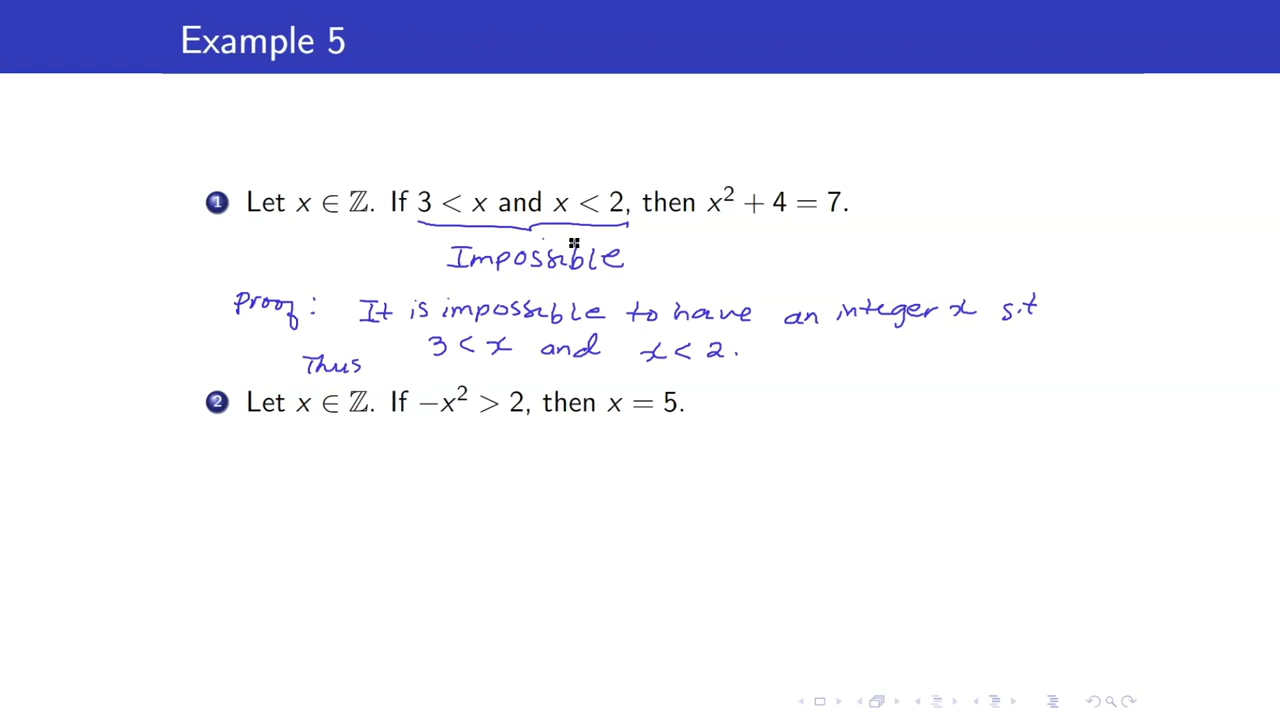 Example 5
1 Let x ∈ ℤ. If 3 < x and x < 2, then x² + 4 = 7.
Impossible
Proof: It is impossible to have an integer x s.t
3 < x and x < 2.
Thus
2 Let x ∈ ℤ. If −x² > 2, then x = 5.